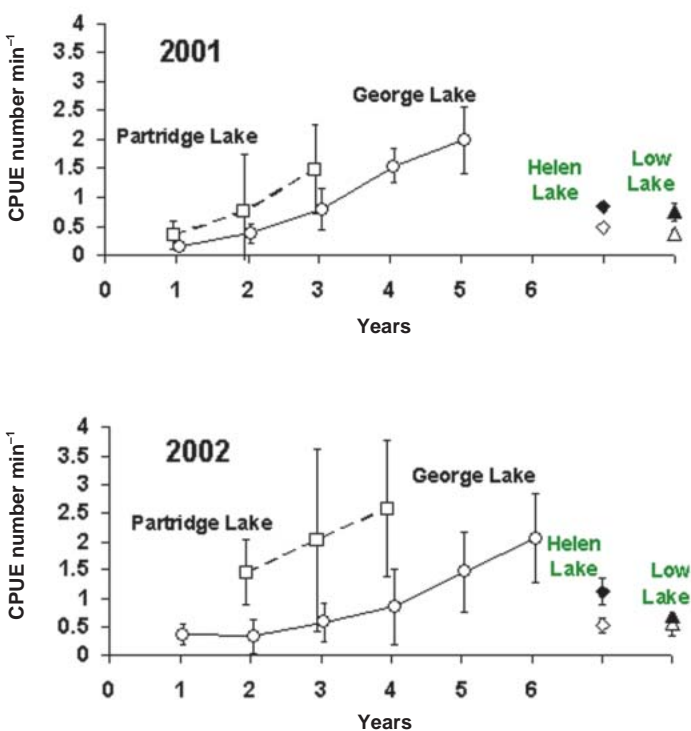 4
3.5
3
2.5
2
1.5
1
0.5
0
CPUE number min⁻¹
2001
George Lake
Partridge Lake
Helen
Lake
Low
Lake
0 1 2 3 4 5 6
Years
4
3.5
3
2.5
2
1.5
1
0.5
0
CPUE number min⁻¹
2002
George Lake
Partridge Lake
Helen
Lake
Low
Lake
0 1 2 3 4 5 6
Years